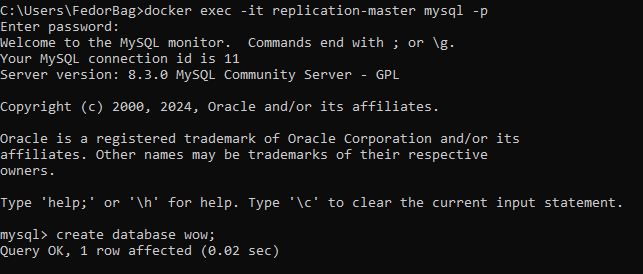 C:\Users\FedorBag>docker exec -it replication-master mysql -p
Enter password:
Welcome to the MySQL monitor.  Commands end with ; or \g.
Your MySQL connection id is 11
Server version: 8.3.0 MySQL Community Server - GPL
Copyright (c) 2000, 2024, Oracle and/or its affiliates.
Oracle is a registered trademark of Oracle Corporation and/or its
affiliates. Other names may be trademarks of their respective
owners.
Type 'help;' or '\h' for help. Type '\c' to clear the current input statement.
mysql> create database wow;
Query OK, 1 row affected (0.02 sec)